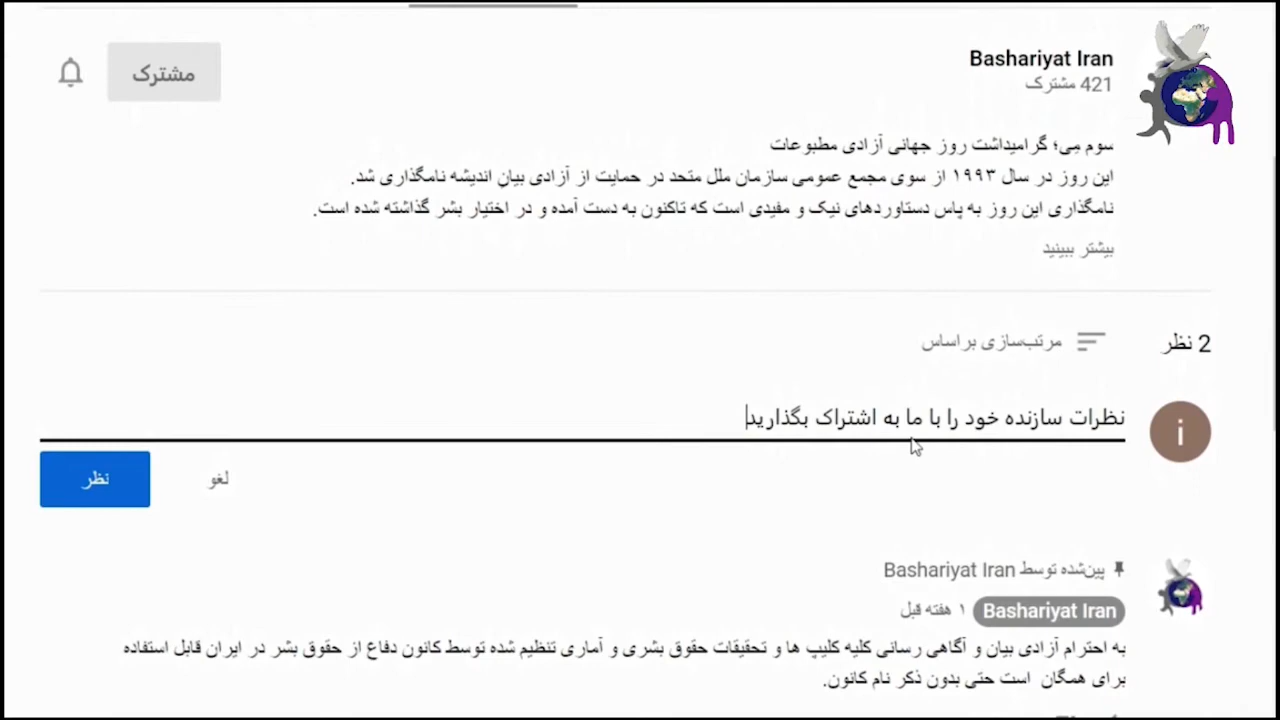 Bashariyat Iran
421 مشترک
مشترک
سوم مِی؛ گرامیداشت روز جهانی آزادی مطبوعات
این روز در سال ۱۹۹۳ از سوی مجمع عمومی سازمان ملل متحد در حمایت از آزادی بیانِ اندیشه نامگذاری شد.
نامگذاری این روز به پاس دستاوردهای نیک و مفیدی است که تاکنون به دست آمده و در اختیار بشر گذاشته شده است.
بیشتر ببینید
2 نظر
مرتب‌سازی براساس
i
نظرات سازنده خود را با ما به اشتراک بگذارید
لغو
نظر
پین‌شده توسط Bashariyat Iran
Bashariyat Iran ۱ هفته قبل
به احترام آزادی بیان و آگاهی رسانی کلیه کلیپ ها و تحقیقات حقوق بشری و آماری تنظیم شده توسط کانون دفاع از حقوق بشر در ایران قابل استفاده
برای همگان است حتی بدون ذکر نام کانون.